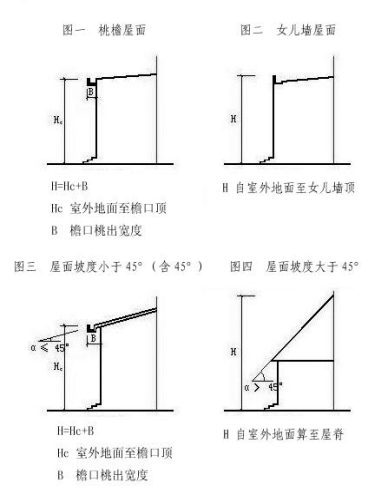 图一 桃檐屋面
图二 女儿墙屋面
B
Hc
H
H=Hc+B
Hc 室外地面至檐口顶
B 檐口桃出宽度
H 自室外地面至女儿墙顶
图三 屋面坡度小于45°（含45°）
图四 屋面坡度大于45°
α ≤ 45°
B
Hc
H
α > 45°
H=Hc+B
Hc 室外地面至檐口顶
B 檐口桃出宽度
H 自室外地面算至屋脊